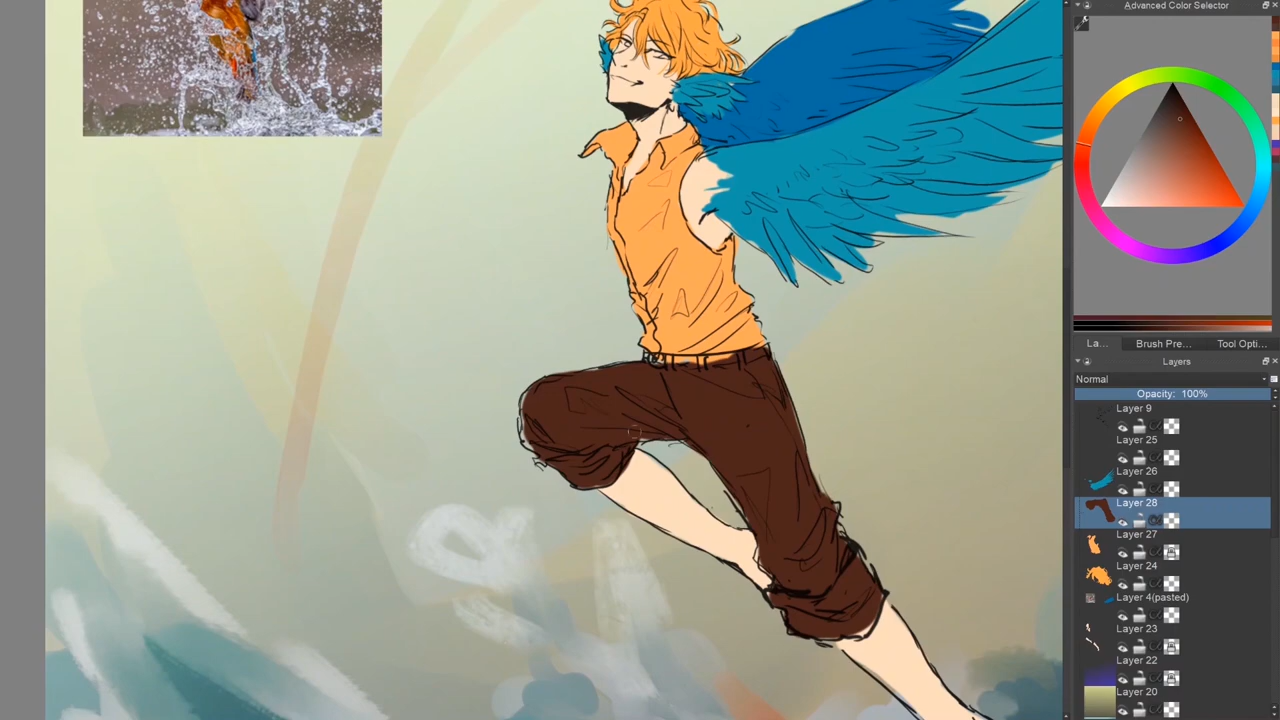 Advanced Color Selector
La... Brush Pre... Tool Opti...
Layers
Normal
Opacity: 100%
Layer 9
Layer 25
Layer 26
Layer 28
Layer 27
Layer 24
Layer 4(pasted)
Layer 23
Layer 22
Layer 20